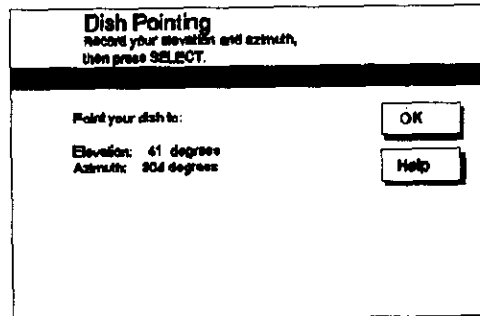 Dish Pointing
Record your elevation and azimuth,
then press SELECT.
Point your dish to:
OK
Elevation: 41 degrees
Azimuth: 204 degrees
Help